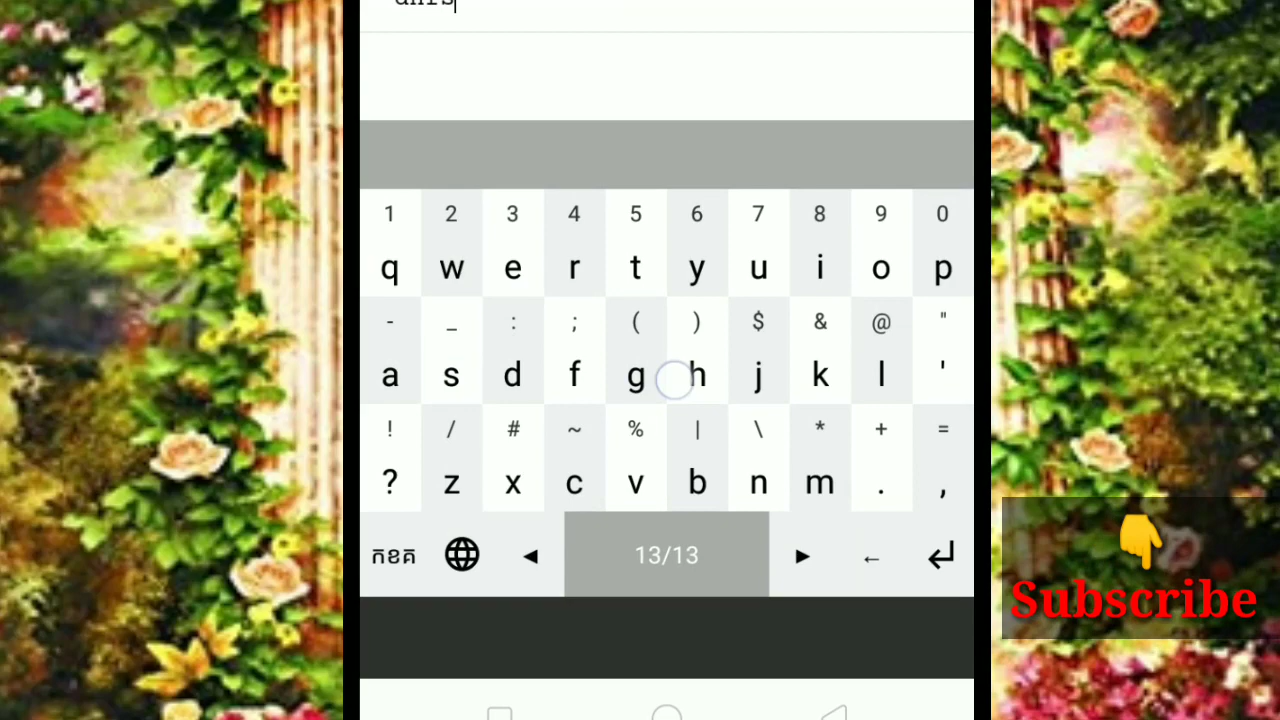 1 2 3 4 5 6 7 8 9 0
q w e r t y u i o p
- _ : ; ( ) $ & @ "
a s d f g h j k l '
! / # ~ % | \ * + =
? z x c v b n m . ,
កខគ ◄ 13/13 ► ← ↵
Subscribe